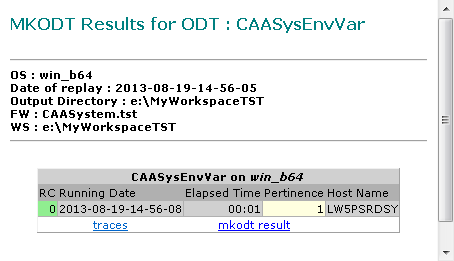 MKODT Results for ODT : CAASysEnvVar
OS : win_b64
Date of replay : 2013-08-19-14-56-05
Output Directory : e:\MyWorkspaceTST
FW : CAASystem.tst
WS : e:\MyWorkspaceTST
CAASysEnvVar on win_b64
RC Running Date Elapsed Time Pertinence Host Name
0 2013-08-19-14-56-08 00:01 1 LW5PSRDSY
traces mkodt result